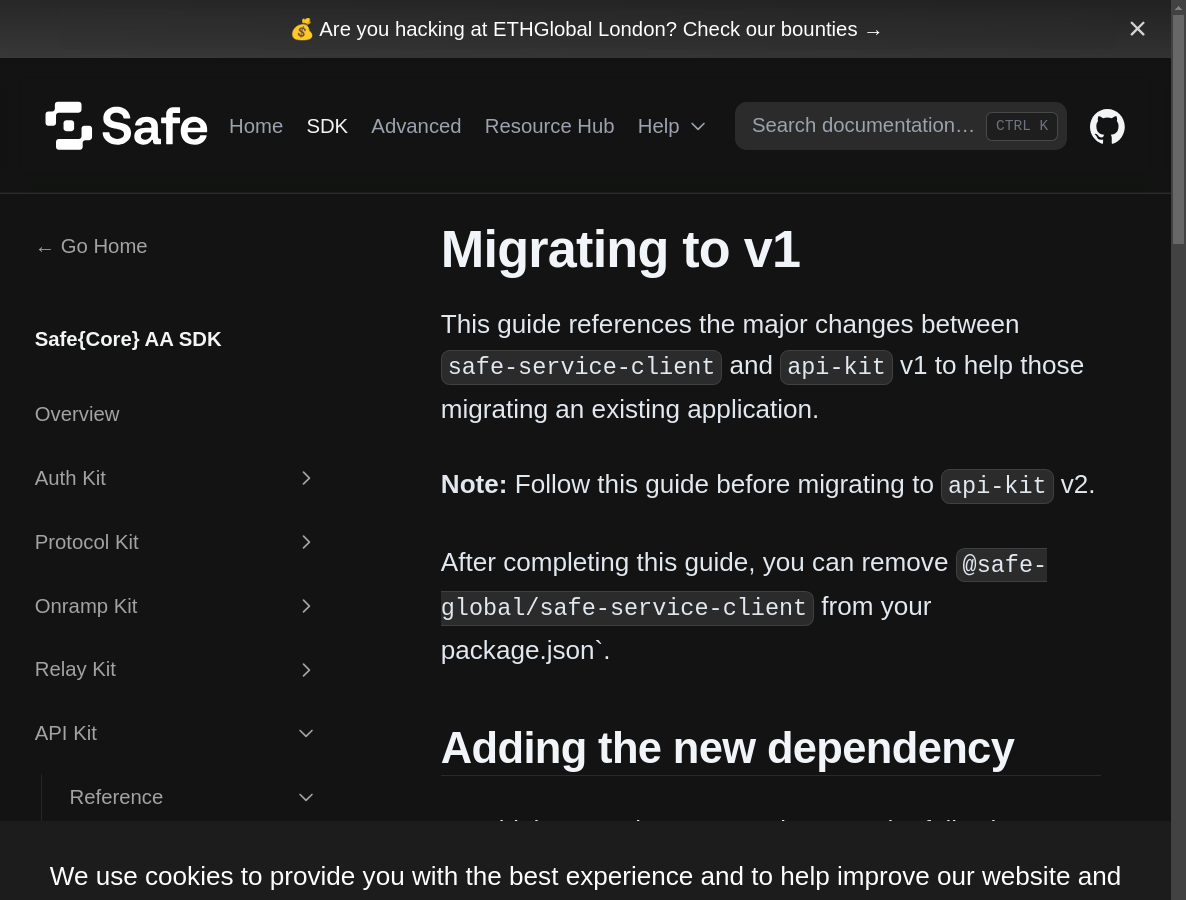 💰 Are you hacking at ETHGlobal London? Check our bounties →
Safe
Home SDK Advanced Resource Hub Help
Search documentation… CTRL K
← Go Home
Safe{Core} AA SDK
Overview
Auth Kit
Protocol Kit
Onramp Kit
Relay Kit
API Kit
Reference
Migrating to v1
This guide references the major changes between
safe-service-client and api-kit v1 to help those
migrating an existing application.
Note: Follow this guide before migrating to api-kit v2.
After completing this guide, you can remove @safe-
global/safe-service-client from your
package.json`.
Adding the new dependency
We use cookies to provide you with the best experience and to help improve our website and